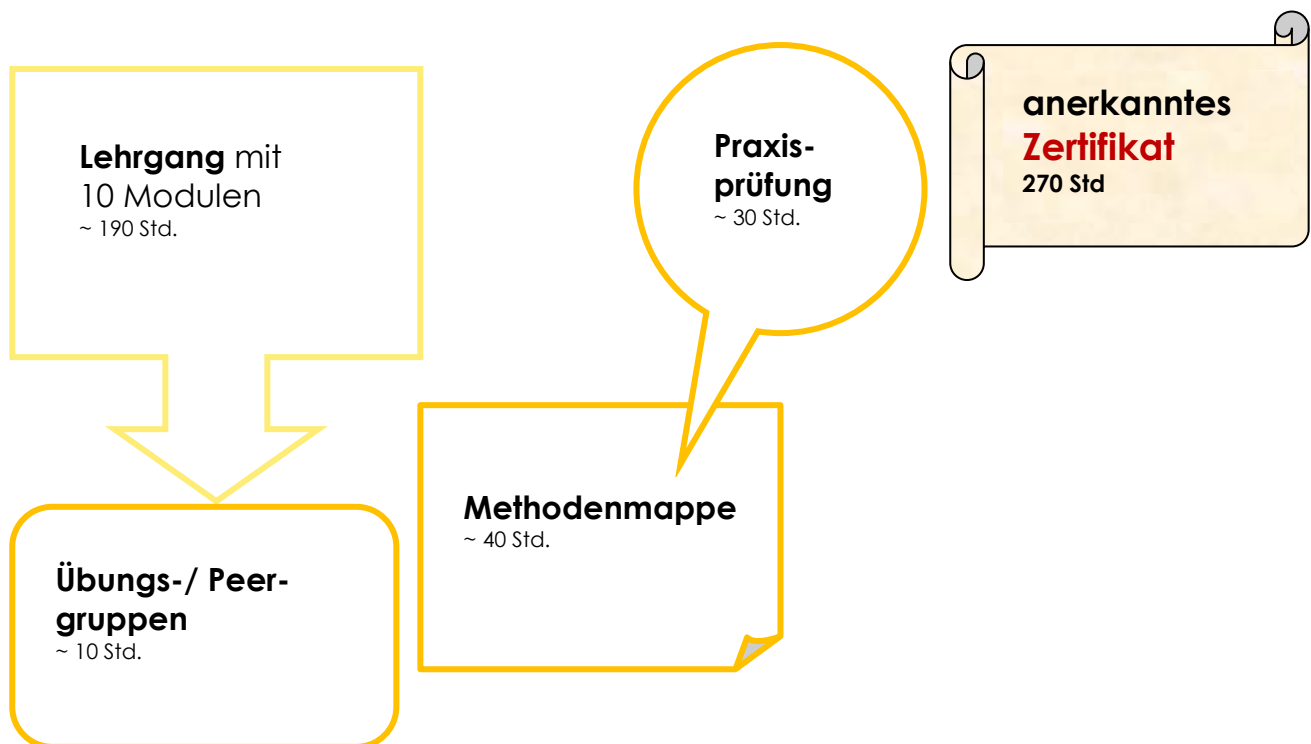 Lehrgang mit
10 Modulen
~ 190 Std.
Übungs-/ Peer-
gruppen
~ 10 Std.
Methodenmappe
~ 40 Std.
Praxis-
prüfung
~ 30 Std.
anerkanntes
Zertifikat
270 Std